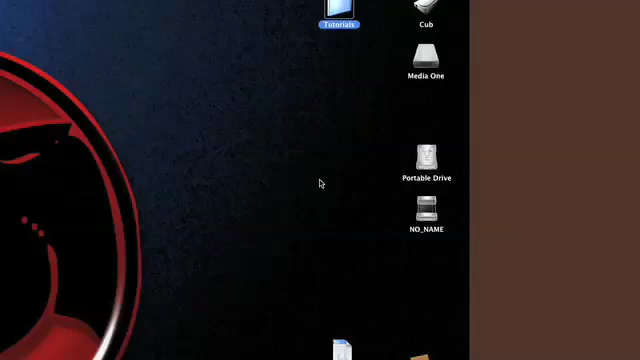 Tutorials
Cub
Media One
Portable Drive
NO_NAME